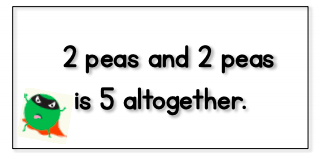 2 peas and 2 peas
is 5 altogether.